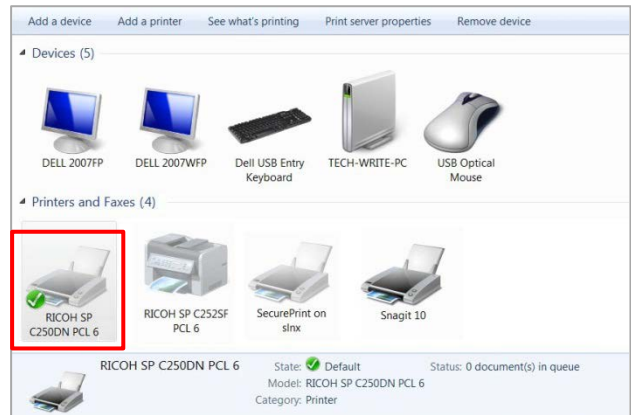 Add a device Add a printer See what's printing Print server properties Remove device
Devices (5)
DELL 2007FP DELL 2007WFP Dell USB Entry TECH-WRITE-PC USB Optical
Keyboard Mouse
Printers and Faxes (4)
RICOH SP RICOH SP C252SF SecurePrint on Snagit 10
C250DN PCL 6 PCL 6 slnx
RICOH SP C250DN PCL 6 State: Default Status: 0 document(s) in queue
Model: RICOH SP C250DN PCL 6
Category: Printer